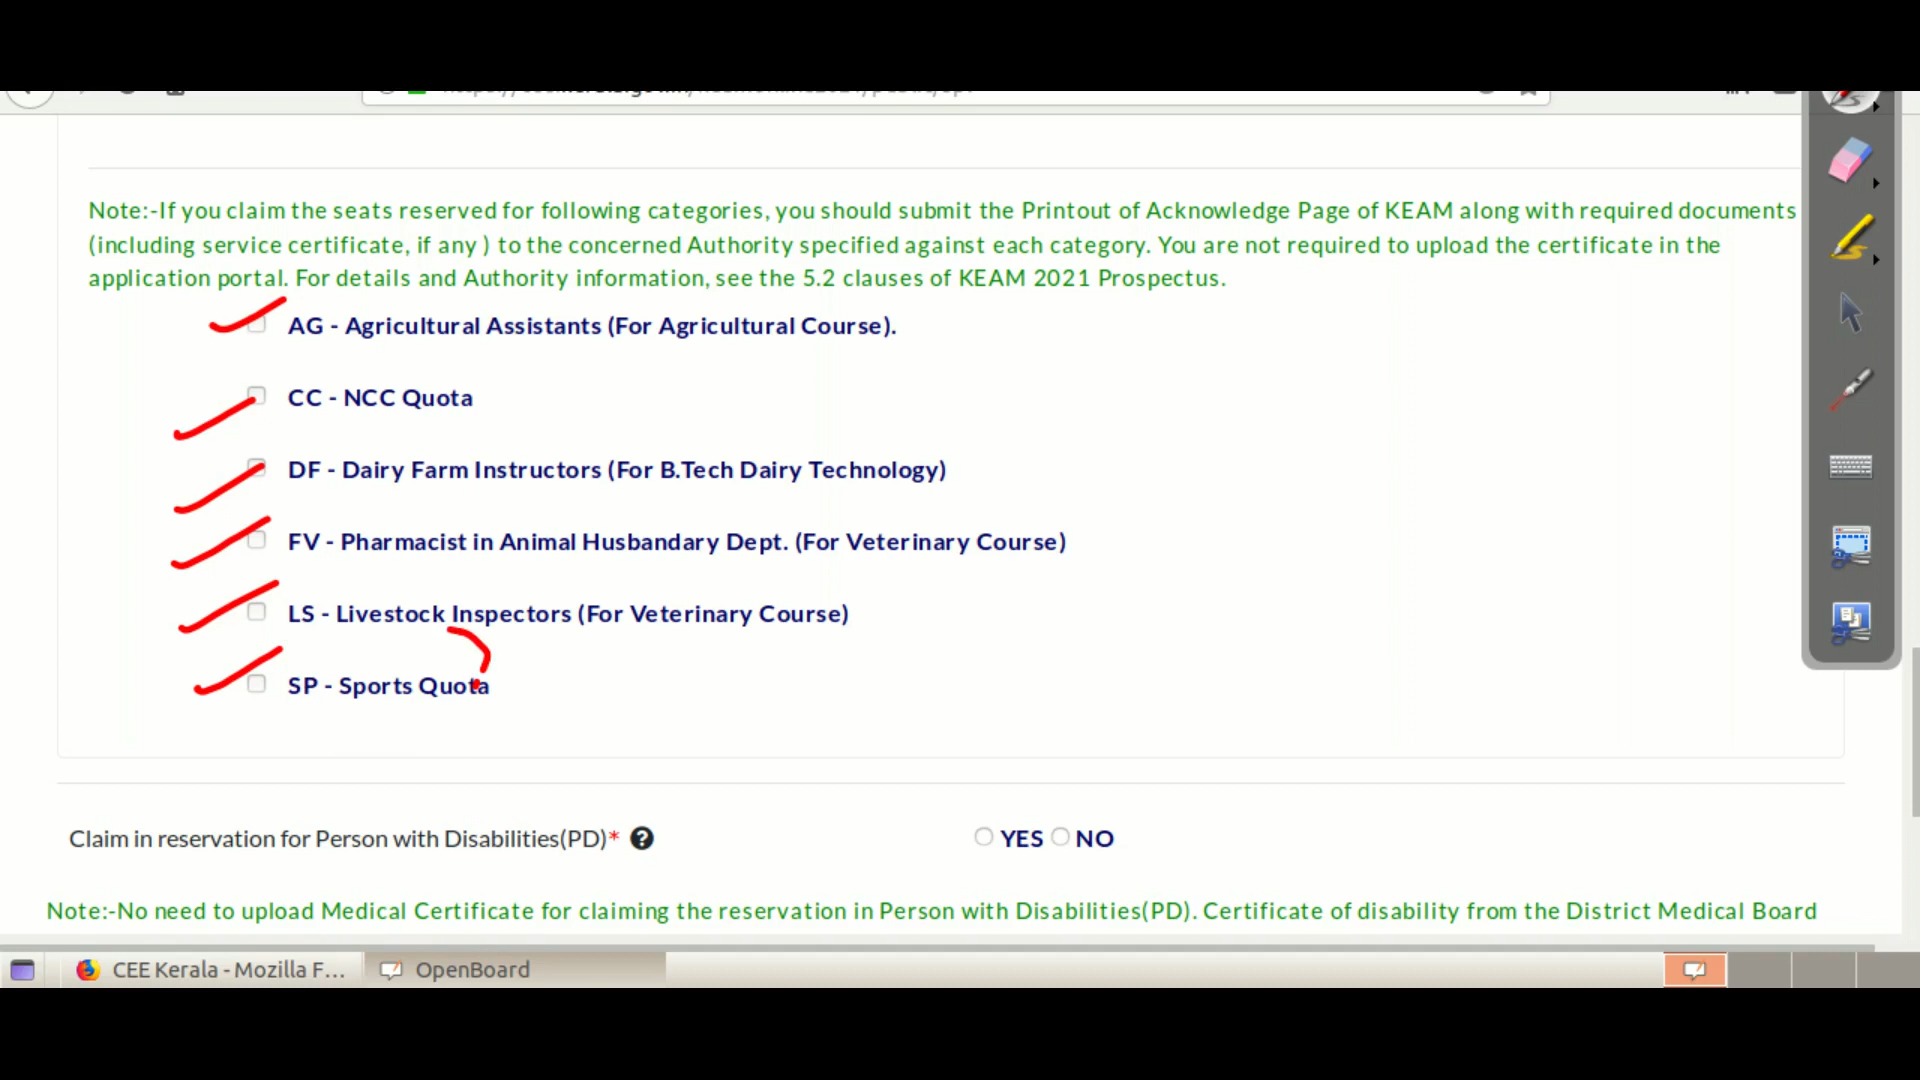 Note:-If you claim the seats reserved for following categories, you should submit the Printout of Acknowledge Page of KEAM along with required documents
(including service certificate, if any ) to the concerned Authority specified against each category. You are not required to upload the certificate in the
application portal. For details and Authority information, see the 5.2 clauses of KEAM 2021 Prospectus.
AG - Agricultural Assistants (For Agricultural Course).
CC - NCC Quota
DF - Dairy Farm Instructors (For B.Tech Dairy Technology)
FV - Pharmacist in Animal Husbandary Dept. (For Veterinary Course)
LS - Livestock Inspectors (For Veterinary Course)
SP - Sports Quota
Claim in reservation for Person with Disabilities(PD)* ?
YES NO
Note:-No need to upload Medical Certificate for claiming the reservation in Person with Disabilities(PD). Certificate of disability from the District Medical Board
CEE Kerala - Mozilla F... OpenBoard